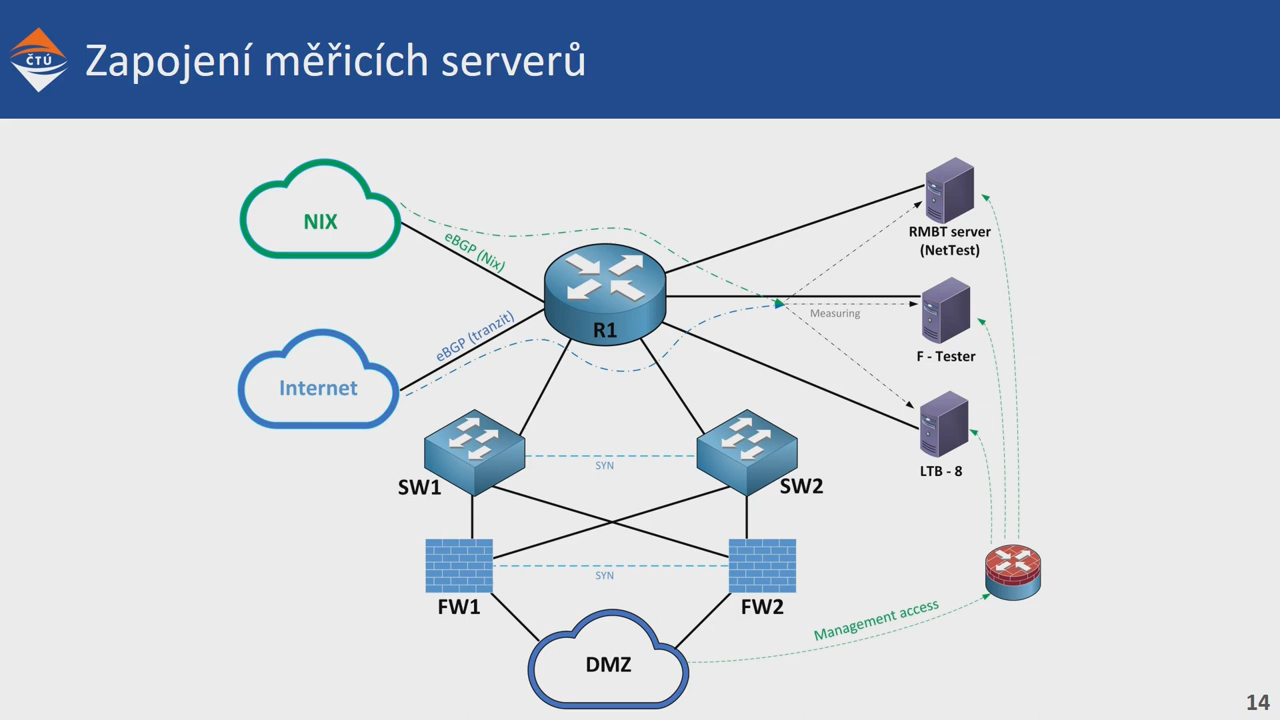 ČTÚ
Zapojení měřicích serverů
NIX
eBGP (Nix)
RMBT server
(NetTest)
Internet
eBGP (tranzit)
R1
Measuring
F - Tester
SW1
SYN
SW2
LTB - 8
FW1
SYN
FW2
DMZ
Management access
14